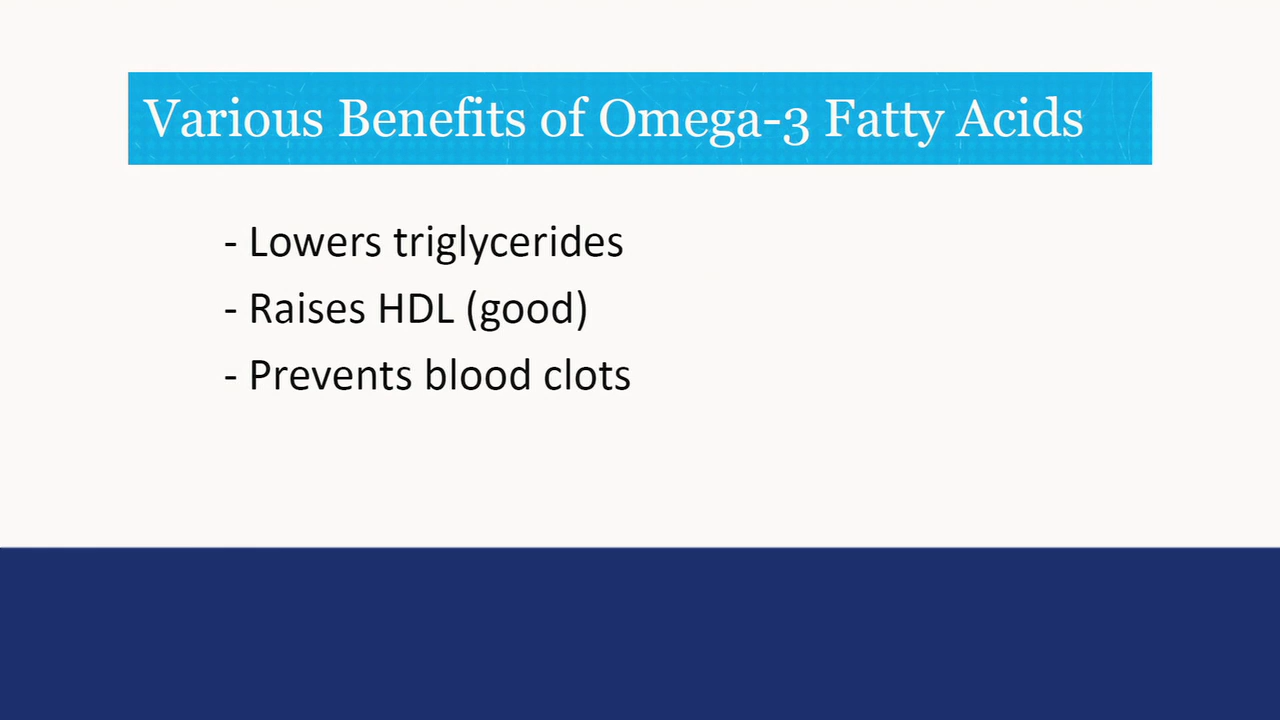 Various Benefits of Omega-3 Fatty Acids
- Lowers triglycerides
- Raises HDL (good)
- Prevents blood clots